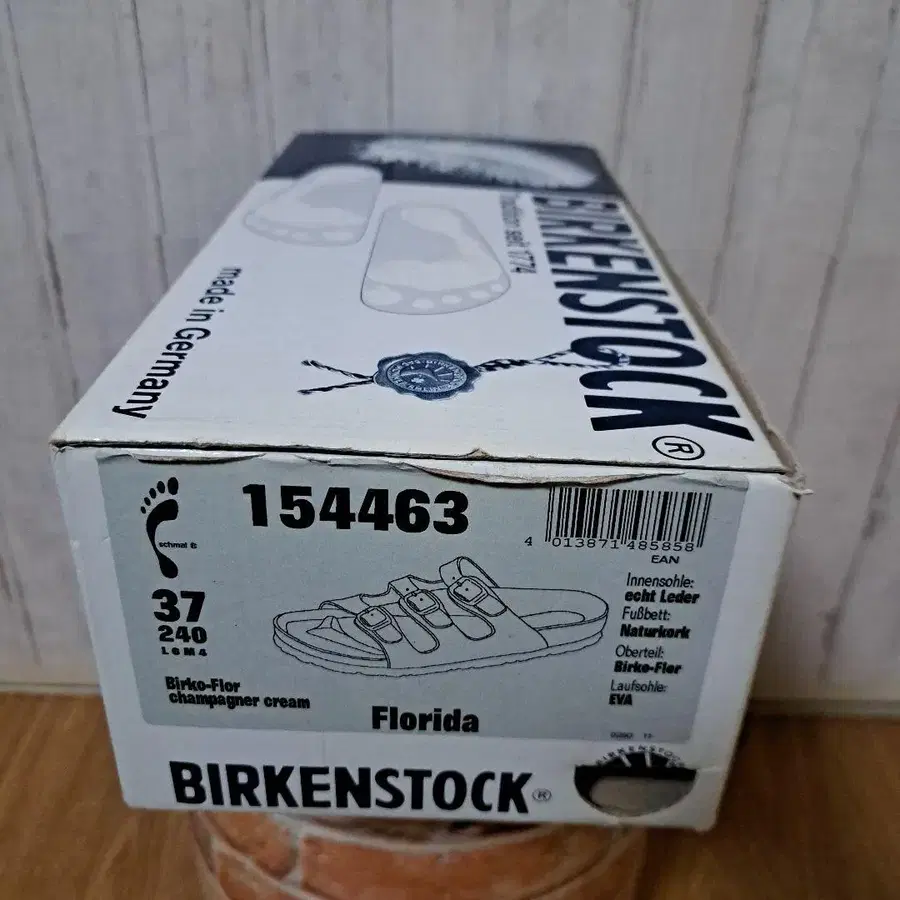 BIRKENSTOCK®
Tradition seit 1774
made in Germany
154463
4 013871 485858
EAN
schmal
37
240
L 6 M 4
Birko-Flor
champagner cream
Florida
Innensohle:
echt Leder
Fußbett:
Naturkork
Oberteil:
Birko-Flor
Laufsohle:
EVA
BIRKENSTOCK®
BIRKENSTOCK